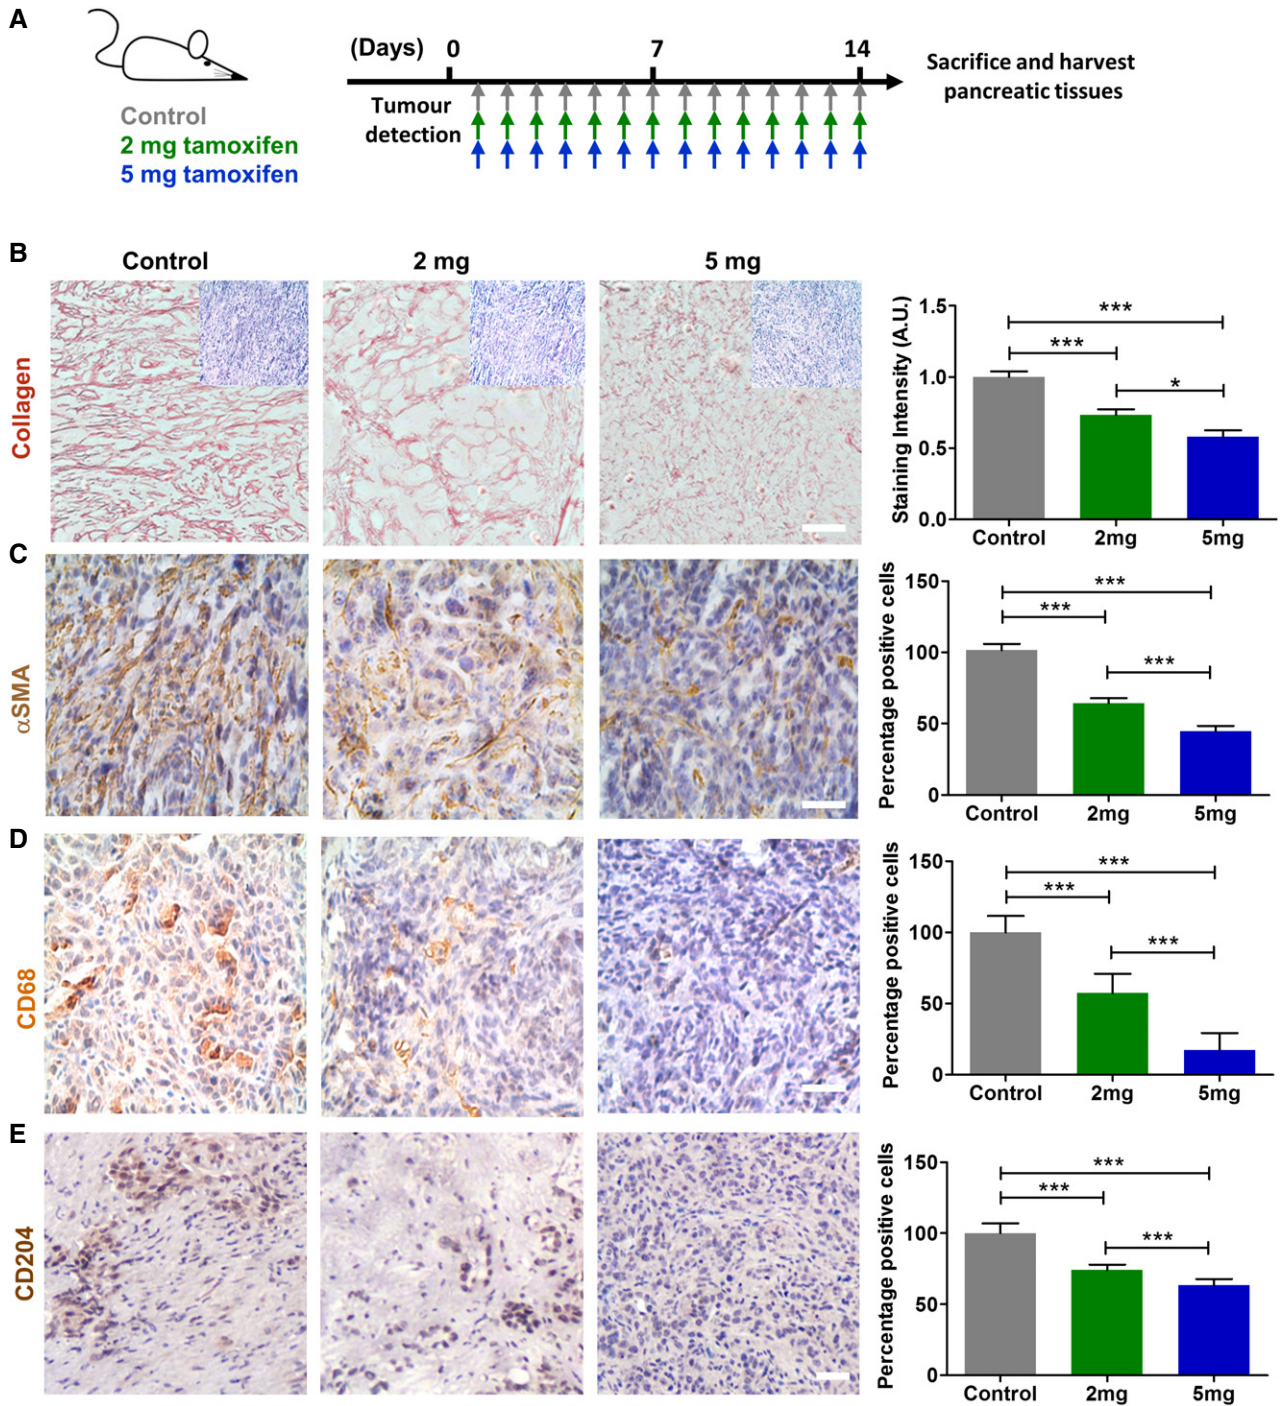 A
(Days) 0 7 14
Sacrifice and harvest
pancreatic tissues
Tumour
detection
Control
2 mg tamoxifen
5 mg tamoxifen
B
Control 2 mg 5 mg
Collagen
Staining Intensity (A.U.)
1.5
1.0
0.5
0.0
***
***
*
Control 2mg 5mg
C
αSMA
Percentage positive cells
150
100
50
0
***
***
***
Control 2mg 5mg
D
CD68
Percentage positive cells
150
100
50
0
***
***
***
Control 2mg 5mg
E
CD204
Percentage positive cells
150
100
50
0
***
***
***
Control 2mg 5mg